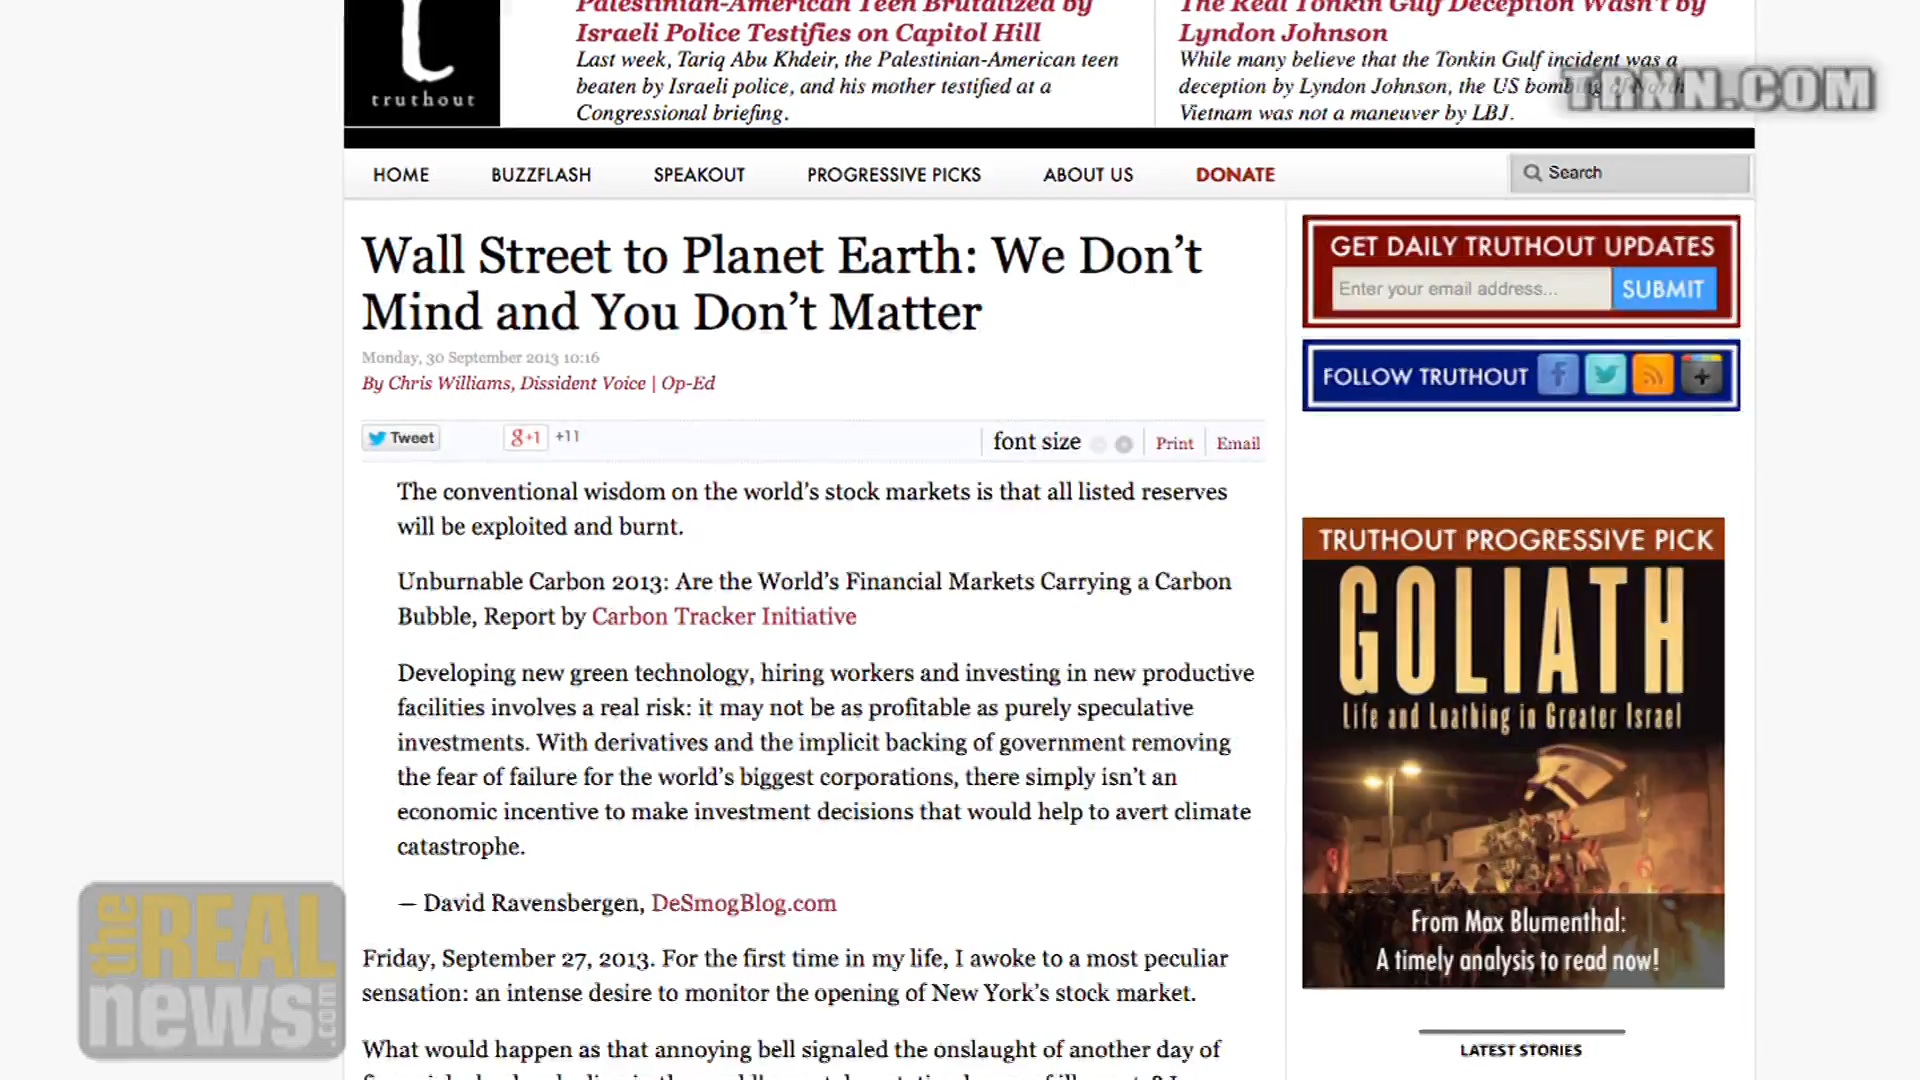 Palestinian-American Teen Brutalized by
Israeli Police Testifies on Capitol Hill
Last week, Tariq Abu Khdeir, the Palestinian-American teen
beaten by Israeli police, and his mother testified at a
Congressional briefing.
The Real Tonkin Gulf Deception Wasn't by
Lyndon Johnson
While many believe that the Tonkin Gulf incident was a
deception by Lyndon Johnson, the US bombing of North
Vietnam was not a maneuver by LBJ.
TRNN.COM
t
truthout
HOME
BUZZFLASH
SPEAKOUT
PROGRESSIVE PICKS
ABOUT US
DONATE
Search
Wall Street to Planet Earth: We Don't
Mind and You Don't Matter
Monday, 30 September 2013 10:16
By Chris Williams, Dissident Voice | Op-Ed
Tweet
g+1
+11
font size
Print
Email
The conventional wisdom on the world's stock markets is that all listed reserves
will be exploited and burnt.
Unburnable Carbon 2013: Are the World's Financial Markets Carrying a Carbon
Bubble, Report by Carbon Tracker Initiative
Developing new green technology, hiring workers and investing in new productive
facilities involves a real risk: it may not be as profitable as purely speculative
investments. With derivatives and the implicit backing of government removing
the fear of failure for the world's biggest corporations, there simply isn't an
economic incentive to make investment decisions that would help to avert climate
catastrophe.
— David Ravensbergen, DeSmogBlog.com
Friday, September 27, 2013. For the first time in my life, I awoke to a most peculiar
sensation: an intense desire to monitor the opening of New York's stock market.
What would happen as that annoying bell signaled the onslaught of another day of
GET DAILY TRUTHOUT UPDATES
Enter your email address...
SUBMIT
FOLLOW TRUTHOUT
TRUTHOUT PROGRESSIVE PICK
GOLIATH
Life and Loathing in Greater Israel
From Max Blumenthal:
A timely analysis to read now!
LATEST STORIES
the REAL
news.com